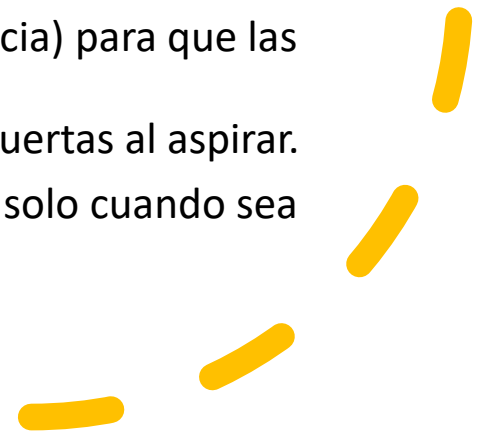 cia) para que las
uertas al aspirar.
solo cuando sea